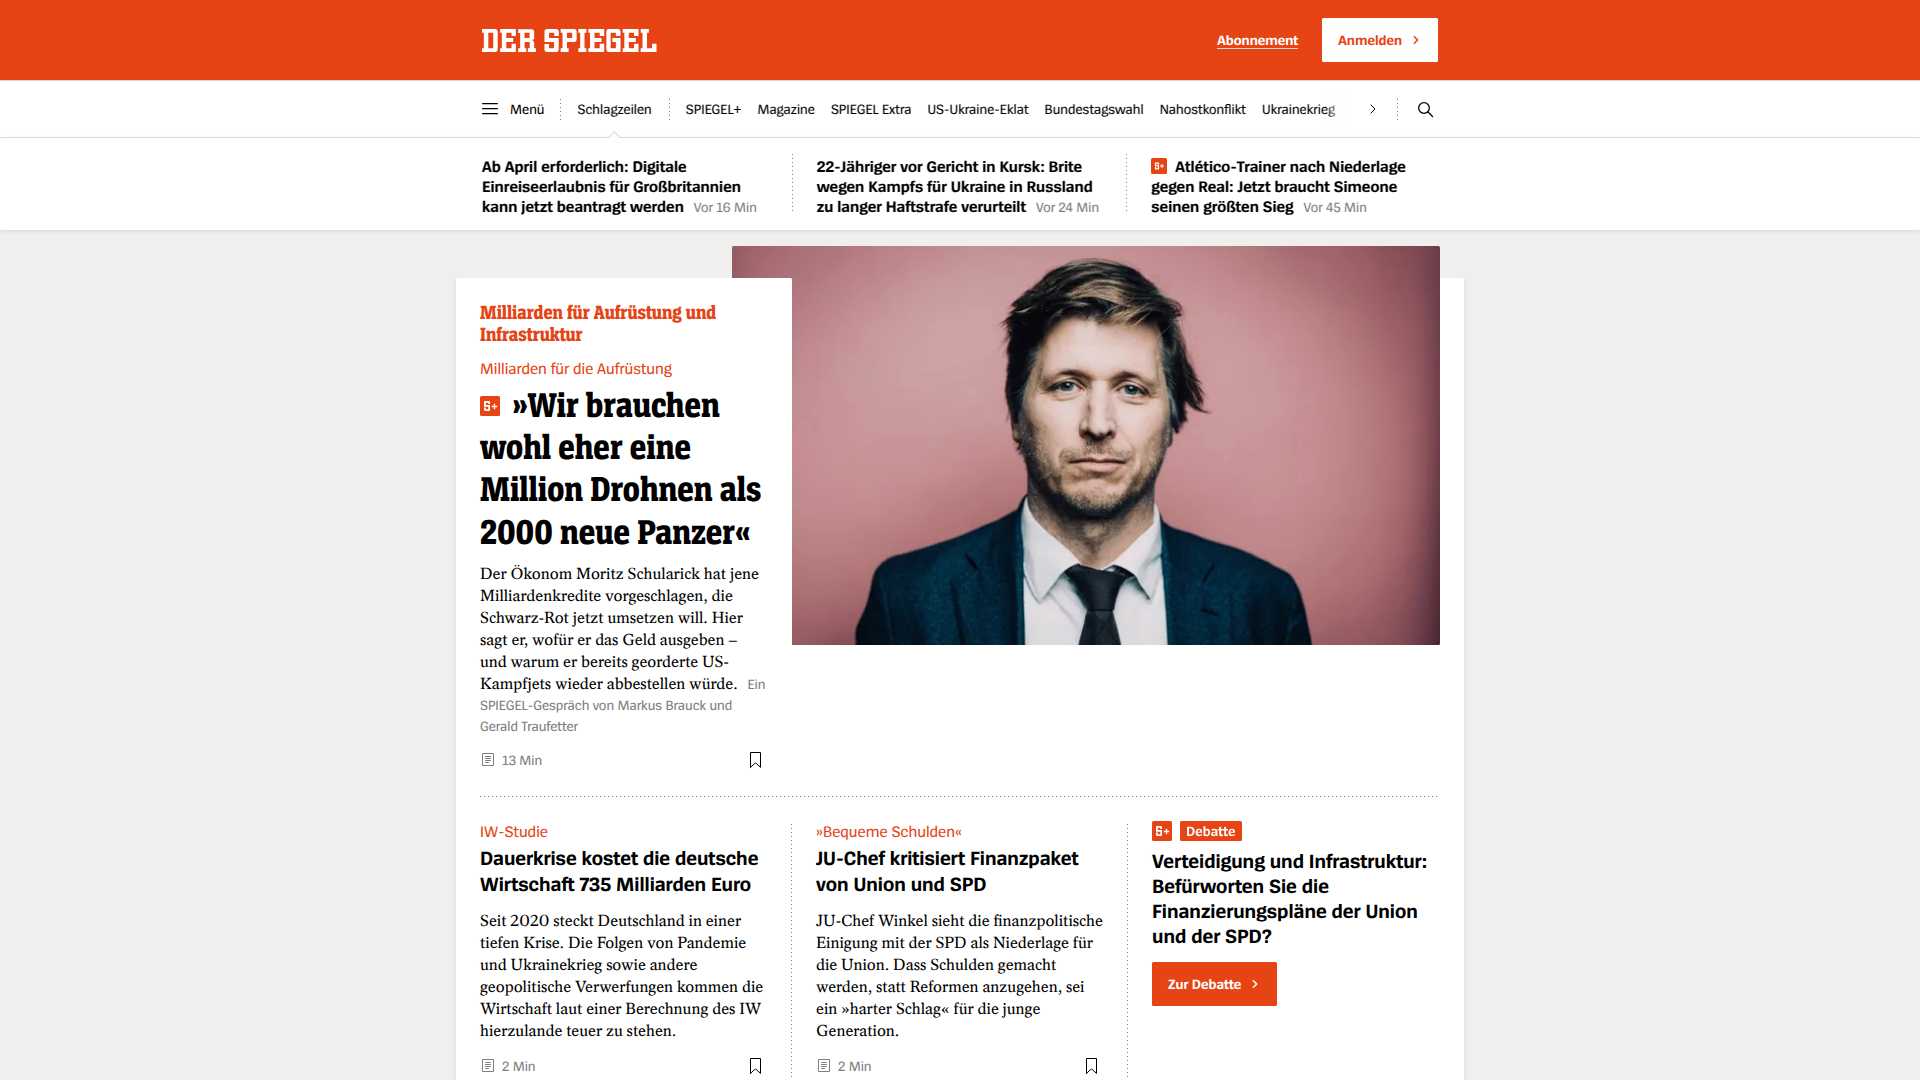 DER SPIEGEL
Abonnement
Anmelden
Menü
Schlagzeilen
SPIEGEL+
Magazine
SPIEGEL Extra
US-Ukraine-Eklat
Bundestagswahl
Nahostkonflikt
Ukrainekrieg
Ab April erforderlich: Digitale
Einreiseerlaubnis für Großbritannien
kann jetzt beantragt werden Vor 16 Min
22-Jähriger vor Gericht in Kursk: Brite
wegen Kampfs für Ukraine in Russland
zu langer Haftstrafe verurteilt Vor 24 Min
S+ Atlético-Trainer nach Niederlage
gegen Real: Jetzt braucht Simeone
seinen größten Sieg Vor 45 Min
Milliarden für Aufrüstung und
Infrastruktur
Milliarden für die Aufrüstung
S+ »Wir brauchen
wohl eher eine
Million Drohnen als
2000 neue Panzer«
Der Ökonom Moritz Schularick hat jene
Milliardenkredite vorgeschlagen, die
Schwarz-Rot jetzt umsetzen will. Hier
sagt er, wofür er das Geld ausgeben –
und warum er bereits georderte US-
Kampfjets wieder abbestellen würde. Ein
SPIEGEL-Gespräch von Markus Brauck und
Gerald Traufetter
13 Min
IW-Studie
Dauerkrise kostet die deutsche
Wirtschaft 735 Milliarden Euro
Seit 2020 steckt Deutschland in einer
tiefen Krise. Die Folgen von Pandemie
und Ukrainekrieg sowie andere
geopolitische Verwerfungen kommen die
Wirtschaft laut einer Berechnung des IW
hierzulande teuer zu stehen.
2 Min
»Bequeme Schulden«
JU-Chef kritisiert Finanzpaket
von Union und SPD
JU-Chef Winkel sieht die finanzpolitische
Einigung mit der SPD als Niederlage für
die Union. Dass Schulden gemacht
werden, statt Reformen anzugehen, sei
ein »harter Schlag« für die junge
Generation.
2 Min
S+ Debatte
Verteidigung und Infrastruktur:
Befürworten Sie die
Finanzierungspläne der Union
und der SPD?
Zur Debatte